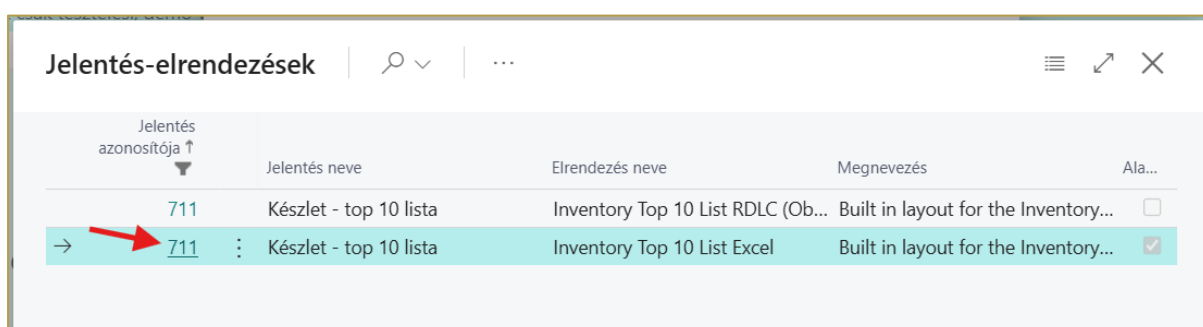 Jelentés-elrendezések
Jelentés
azonosítója ↑
Jelentés neve
Elrendezés neve
Megnevezés
Ala...
711 Készlet - top 10 lista Inventory Top 10 List RDLC (Ob... Built in layout for the Inventory...
711 Készlet - top 10 lista Inventory Top 10 List Excel Built in layout for the Inventory...